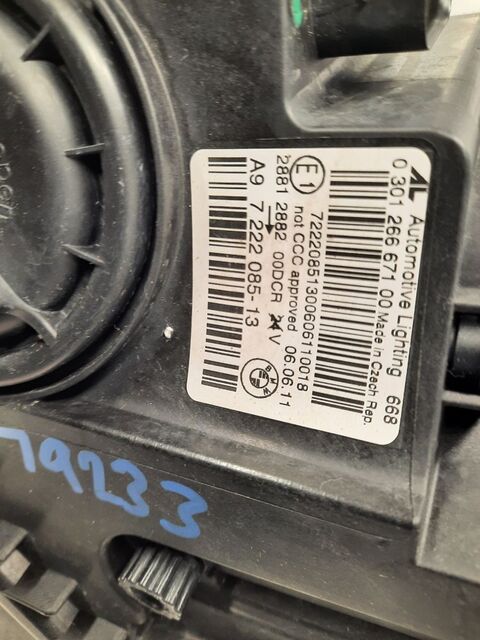 AL Automotive Lighting 668
0 301 266 671 00 Made in Czech Rep.
72220851300606110018
E1 not CCC approved 06.06.11
2881 2882 00DCR 24V
A9 7 222 085-13
BMW
79233